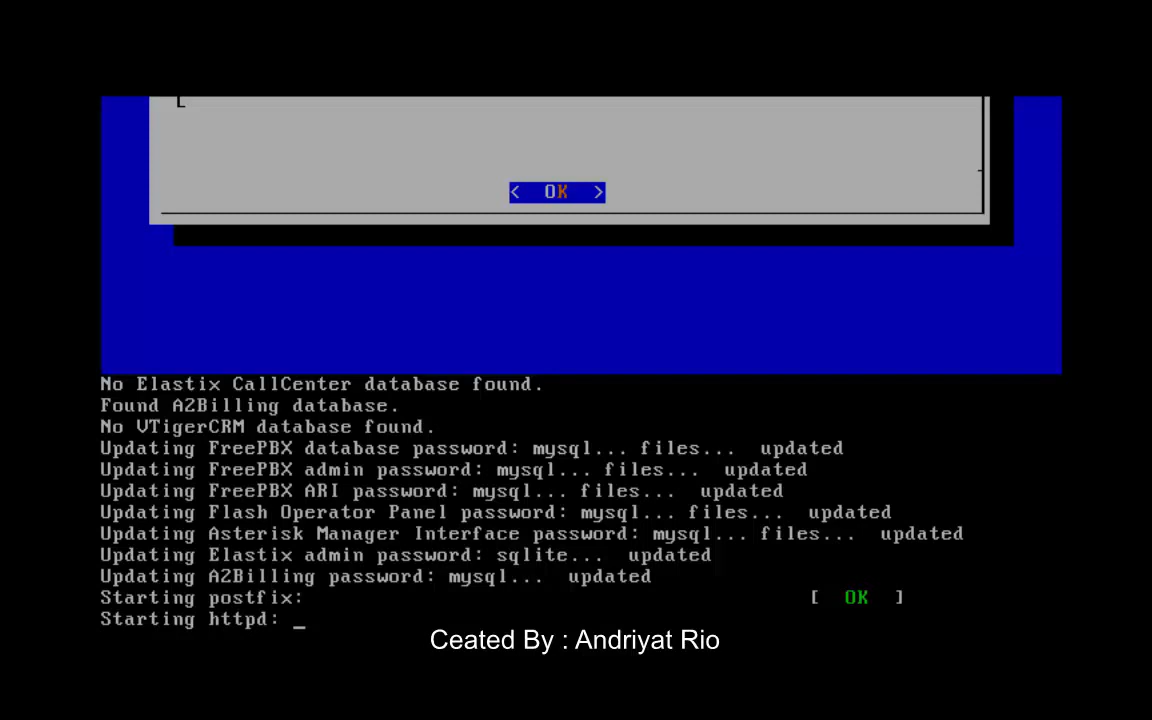 < OK >
No Elastix CallCenter database found.
Found A2Billing database.
No VTigerCRM database found.
Updating FreePBX database password: mysql... files...  updated
Updating FreePBX admin password: mysql... files...  updated
Updating FreePBX ARI password: mysql... files...  updated
Updating Flash Operator Panel password: mysql... files...  updated
Updating Asterisk Manager Interface password: mysql... files...  updated
Updating Elastix admin password: sqlite...  updated
Updating A2Billing password: mysql...  updated
Starting postfix: [  OK  ]
Starting httpd: _
Ceated By : Andriyat Rio